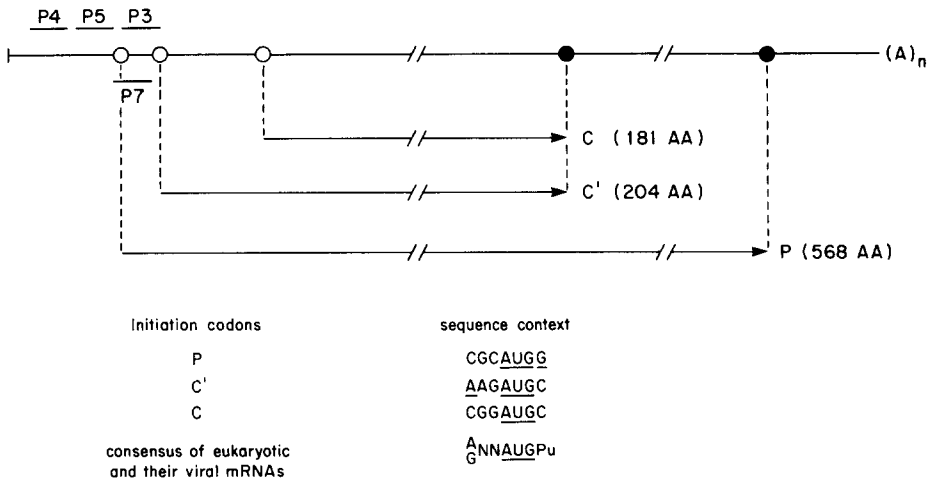 P4 P5 P3
(A)n
P7
C (181 AA)
C' (204 AA)
P (568 AA)
Initiation codons sequence context
P CGCAUGG
C' AAGAUGC
C CGGAUGC
consensus of eukaryotic
and their viral mRNAs
A
G
NNAUGPu